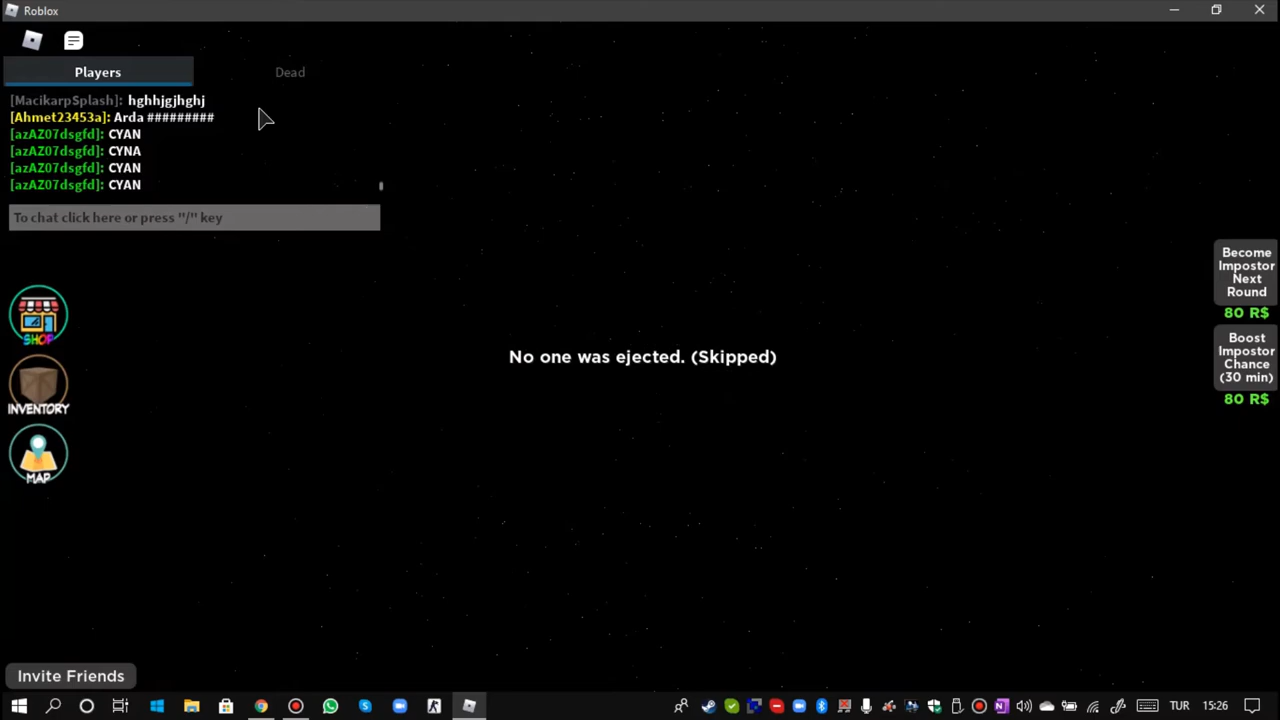 Roblox
Players
Dead
[MacikarpSplash]: hghhjgjhghj
[Ahmet23453a]: Arda #########
[azAZ07dsgfd]: CYAN
[azAZ07dsgfd]: CYNA
[azAZ07dsgfd]: CYAN
[azAZ07dsgfd]: CYAN
To chat click here or press "/" key
SHOP
INVENTORY
MAP
No one was ejected. (Skipped)
Become
Impostor
Next
Round
80 R$
Boost
Impostor
Chance
(30 min)
80 R$
Invite Friends
TUR
15:26